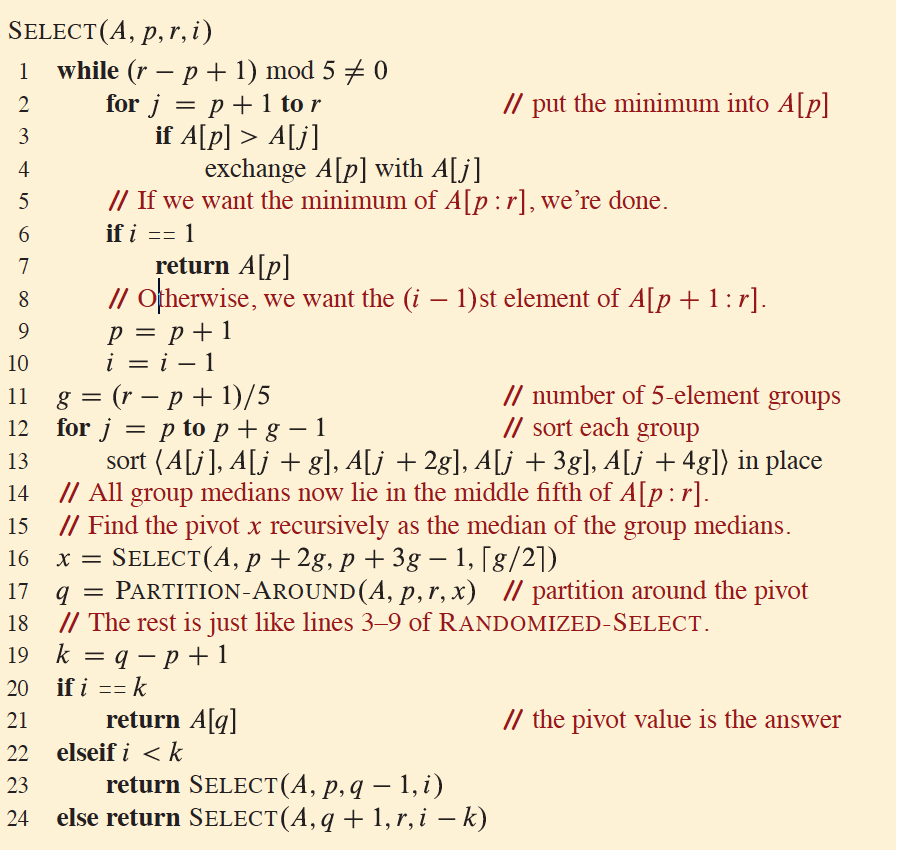 SELECT(A, p, r, i)
1 while (r − p + 1) mod 5 ≠ 0
2 for j = p + 1 to r // put the minimum into A[p]
3 if A[p] > A[j]
4 exchange A[p] with A[j]
5 // If we want the minimum of A[p : r], we’re done.
6 if i == 1
7 return A[p]
8 // Otherwise, we want the (i − 1)st element of A[p + 1 : r].
9 p = p + 1
10 i = i − 1
11 g = (r − p + 1)/5 // number of 5-element groups
12 for j = p to p + g − 1 // sort each group
13 sort ⟨A[j], A[j + g], A[j + 2g], A[j + 3g], A[j + 4g]⟩ in place
14 // All group medians now lie in the middle fifth of A[p : r].
15 // Find the pivot x recursively as the median of the group medians.
16 x = SELECT(A, p + 2g, p + 3g − 1, ⌈g/2⌉)
17 q = PARTITION-AROUND(A, p, r, x) // partition around the pivot
18 // The rest is just like lines 3–9 of RANDOMIZED-SELECT.
19 k = q − p + 1
20 if i == k
21 return A[q] // the pivot value is the answer
22 elseif i < k
23 return SELECT(A, p, q − 1, i)
24 else return SELECT(A, q + 1, r, i − k)